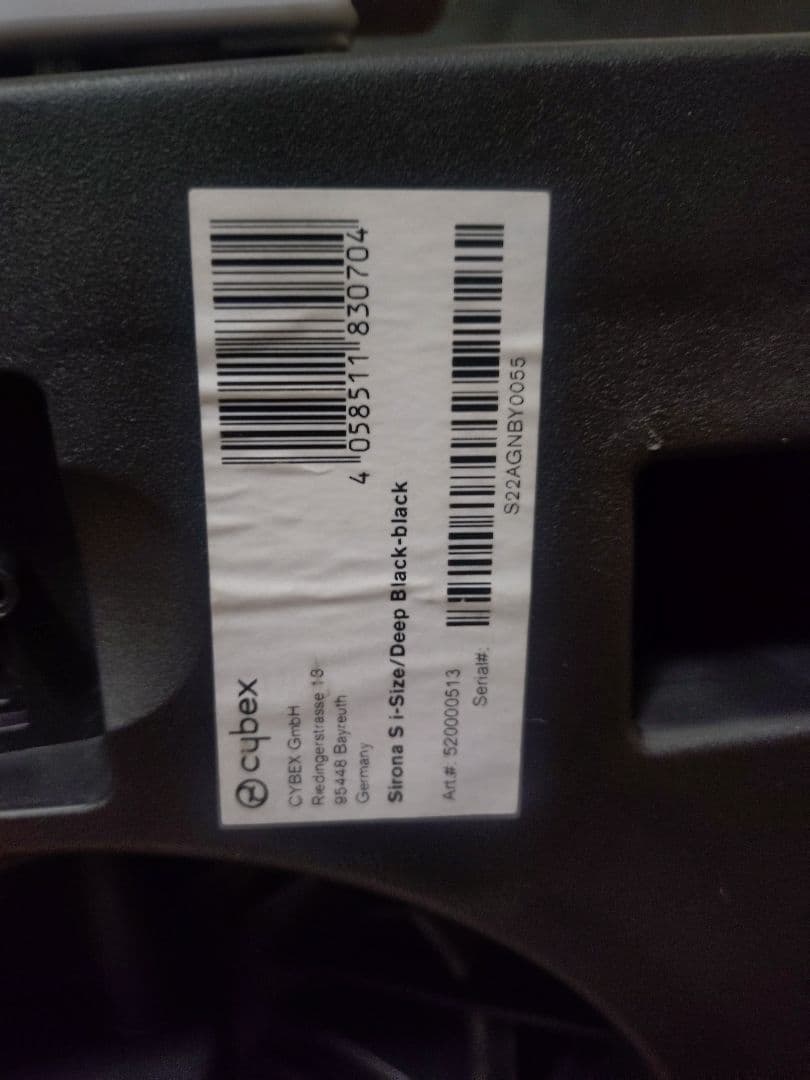 cybex
CYBEX GmbH
Riedingerstrasse 18
95448 Bayreuth
Germany
4 058511 830704
Sirona S i-Size/Deep Black-black
Art.#: 520000513
Serial#:
S22AGNBY0055